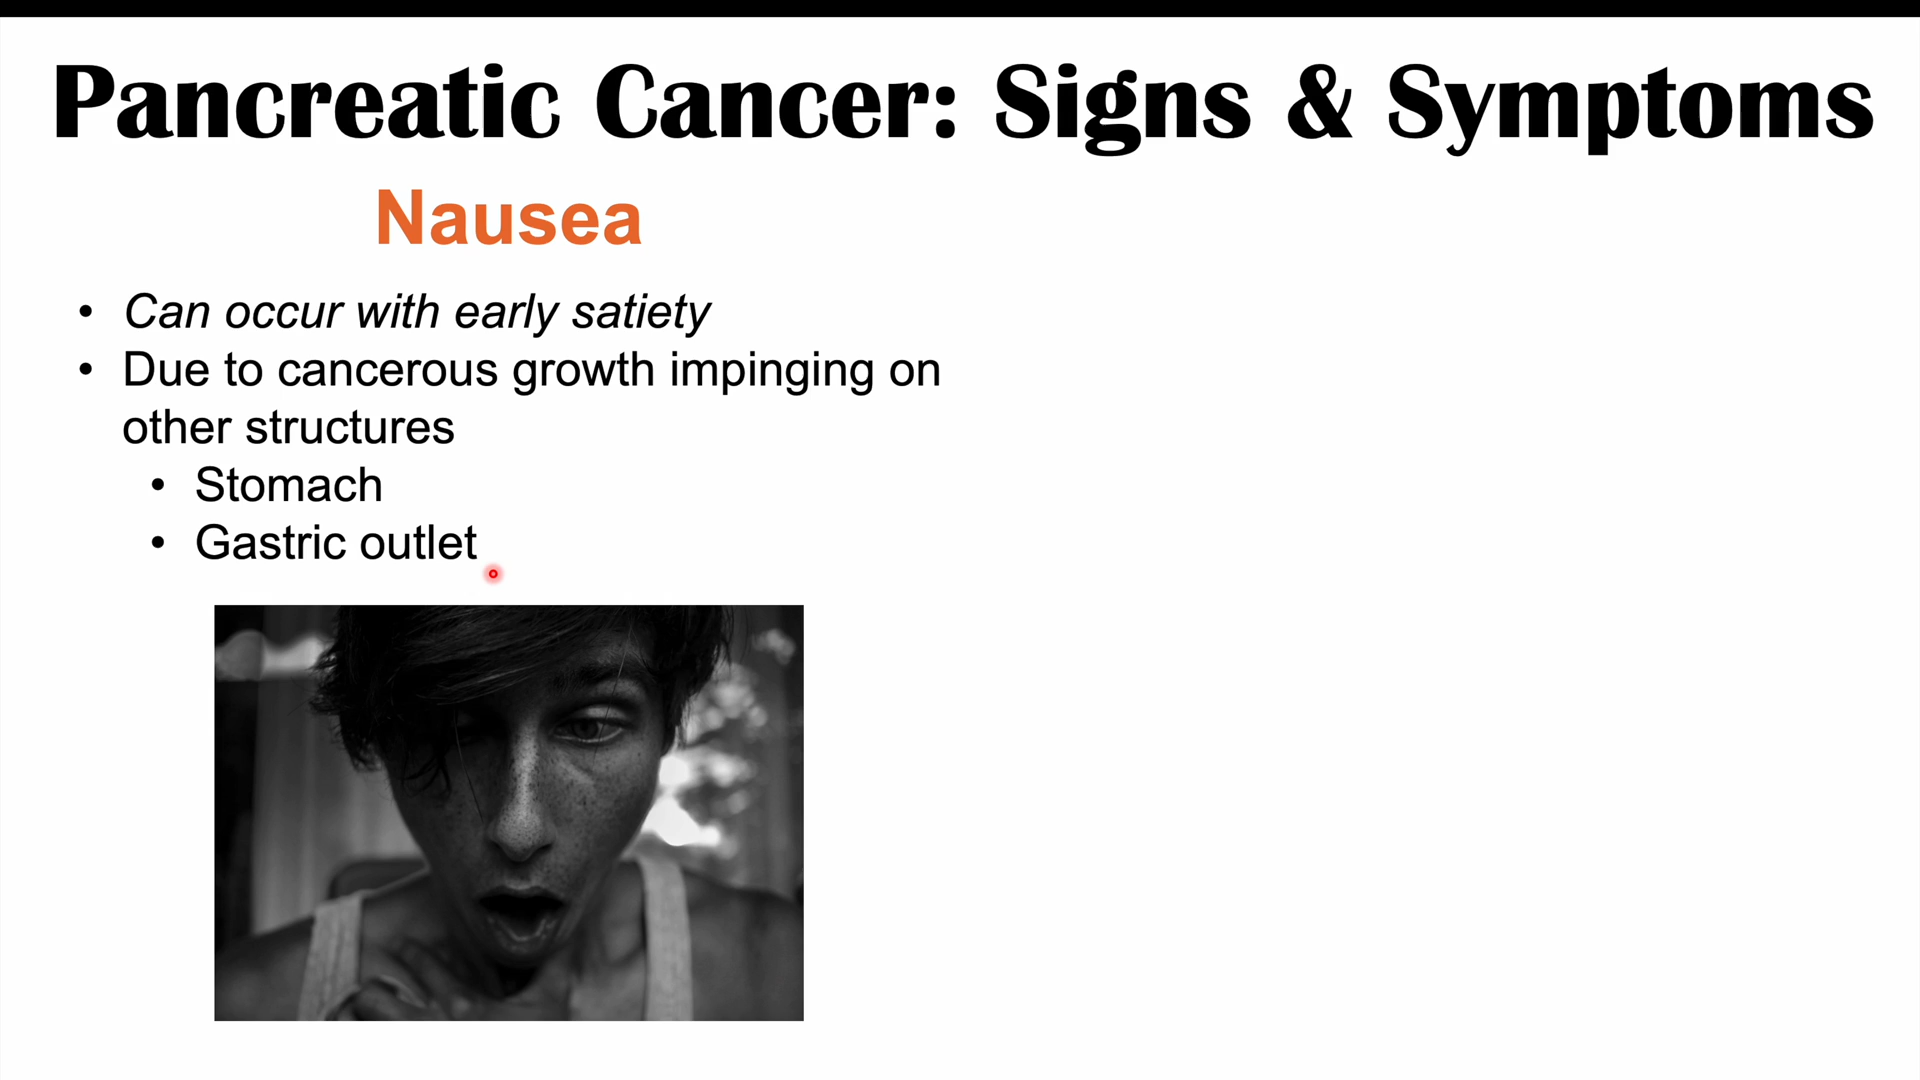 Pancreatic Cancer: Signs & Symptoms
Nausea
• Can occur with early satiety
• Due to cancerous growth impinging on
other structures
• Stomach
• Gastric outlet